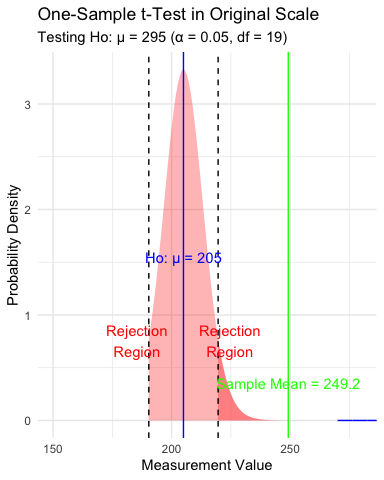 One-Sample t-Test in Original Scale
Testing Ho: μ = 295 (α = 0.05, df = 19)
3
2
Ho: μ = 205
1
Rejection Rejection
Region Region
Sample Mean = 249.2
0
150 200 250
Measurement Value
Probability Density